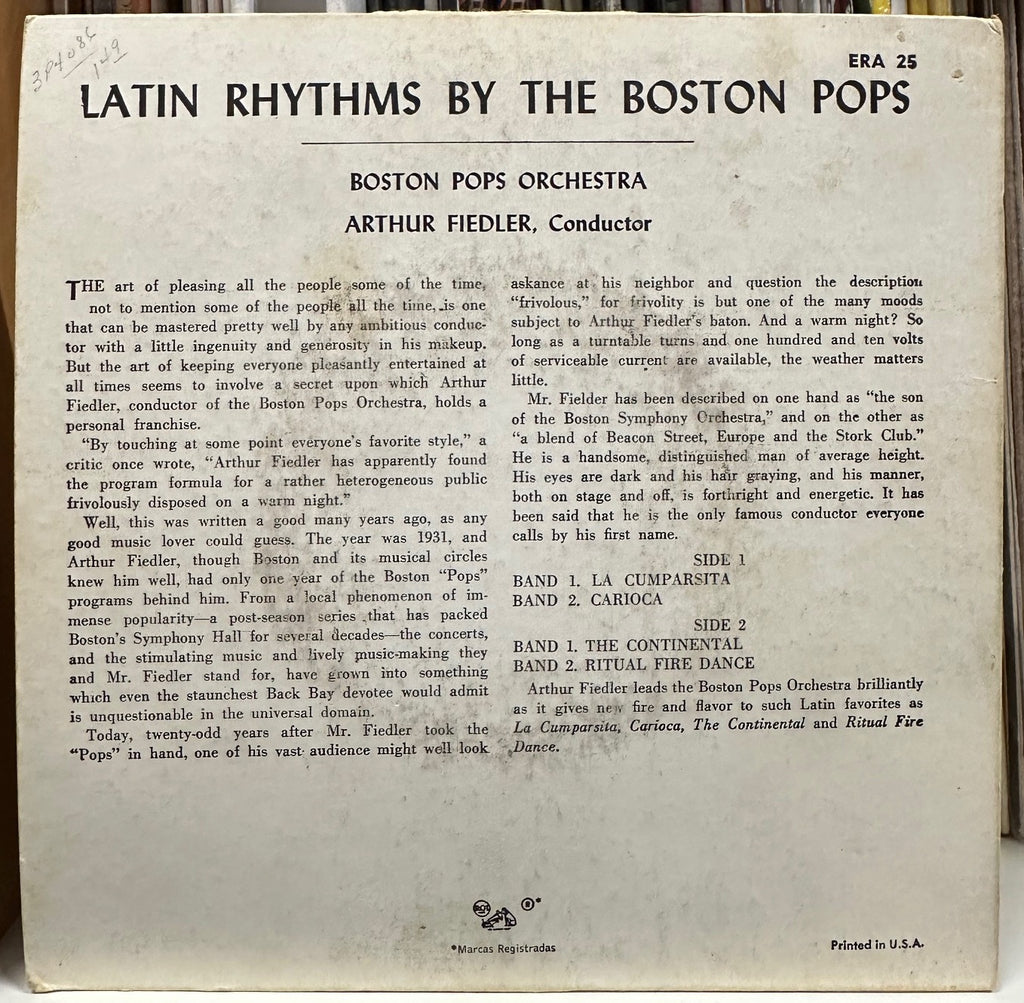 3P4086
149
ERA 25
LATIN RHYTHMS BY THE BOSTON POPS
BOSTON POPS ORCHESTRA
ARTHUR FIEDLER, Conductor
THE art of pleasing all the people some of the time,
not to mention some of the people all the time, is one
that can be mastered pretty well by any ambitious conduc-
tor with a little ingenuity and generosity in his makeup.
But the art of keeping everyone pleasantly entertained at
all times seems to involve a secret upon which Arthur
Fiedler, conductor of the Boston Pops Orchestra, holds a
personal franchise.
“By touching at some point everyone's favorite style,” a
critic once wrote, “Arthur Fiedler has apparently found
the program formula for a rather heterogeneous public
frivolously disposed on a warm night.”
Well, this was written a good many years ago, as any
good music lover could guess. The year was 1931, and
Arthur Fiedler, though Boston and its musical circles
knew him well, had only one year of the Boston “Pops”
programs behind him. From a local phenomenon of im-
mense popularity—a post-season series that has packed
Boston's Symphony Hall for several decades—the concerts,
and the stimulating music and lively music-making they
and Mr. Fiedler stand for, have grown into something
which even the staunchest Back Bay devotee would admit
is unquestionable in the universal domain.
Today, twenty-odd years after Mr. Fiedler took the
“Pops” in hand, one of his vast audience might well look
askance at his neighbor and question the description
“frivolous,” for frivolity is but one of the many moods
subject to Arthur Fiedler's baton. And a warm night? So
long as a turntable turns and one hundred and ten volts
of serviceable current are available, the weather matters
little.
Mr. Fielder has been described on one hand as “the son
of the Boston Symphony Orchestra,” and on the other as
“a blend of Beacon Street, Europe and the Stork Club.”
He is a handsome, distinguished man of average height.
His eyes are dark and his hair graying, and his manner,
both on stage and off, is forthright and energetic. It has
been said that he is the only famous conductor everyone
calls by his first name.
SIDE 1
BAND 1. LA CUMPARSITA
BAND 2. CARIOCA
SIDE 2
BAND 1. THE CONTINENTAL
BAND 2. RITUAL FIRE DANCE
Arthur Fiedler leads the Boston Pops Orchestra brilliantly
as it gives new fire and flavor to such Latin favorites as
La Cumparsita, Carioca, The Continental and Ritual Fire
Dance.
RCA ®*
*Marcas Registradas
Printed in U.S.A.